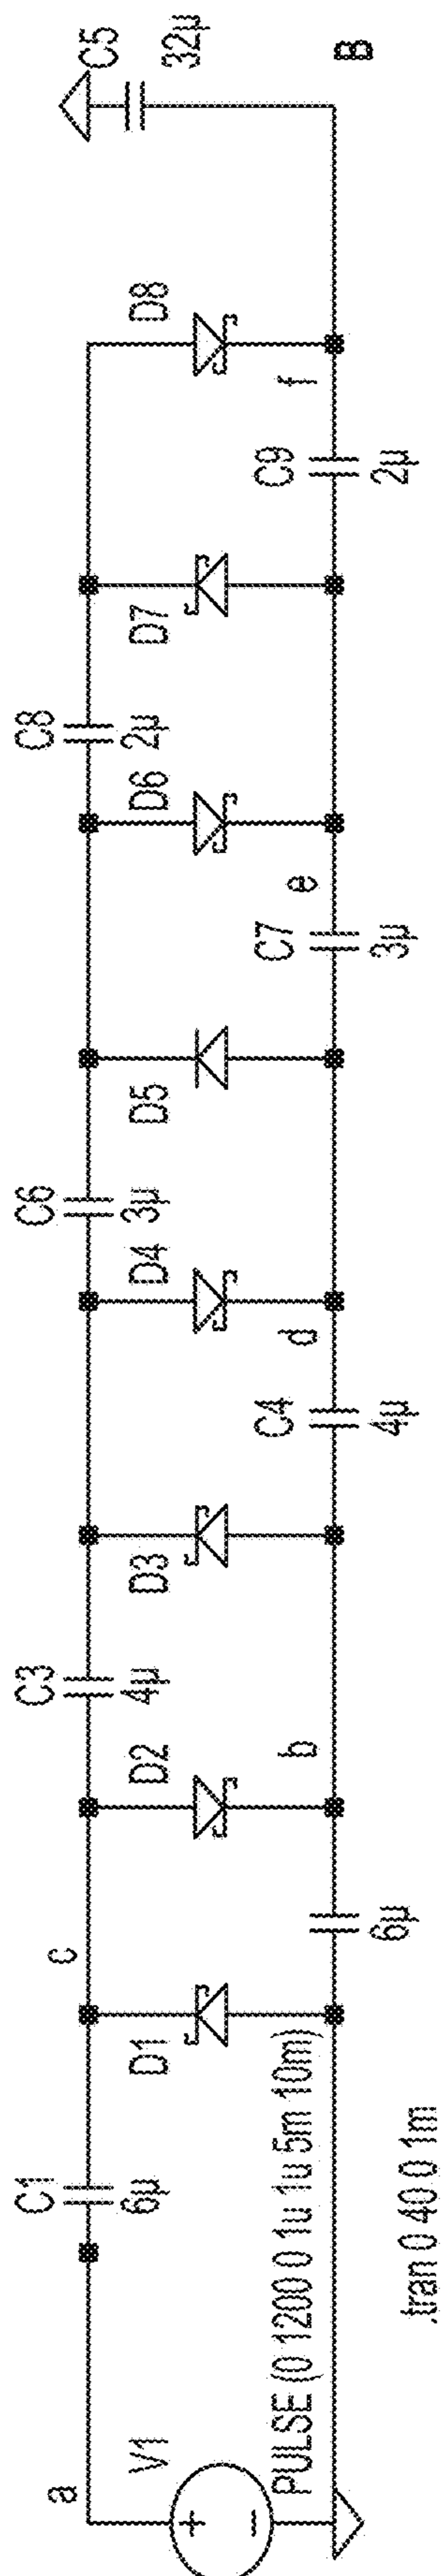 a
V1
PULSE (0 1200 0 1u 1u 5m 10m)
.tran 0 40 0 1m
C1
6µ
D1
c
6µ
D2
b
C3
4µ
D3
C4
4µ
D4
d
C6
3µ
D5
C7
3µ
D6
e
C8
2µ
D7
C9
2µ
D8
f
C5
32µ
B